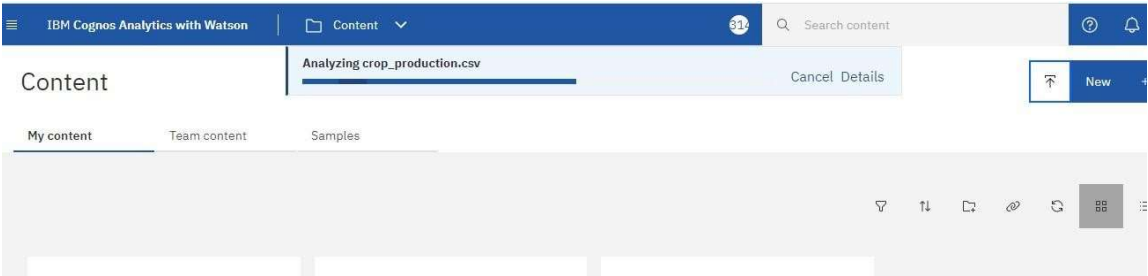 IBM Cognos Analytics with Watson
Content
314
Search content
Analyzing crop_production.csv
Cancel Details
Content
New
My content
Team content
Samples